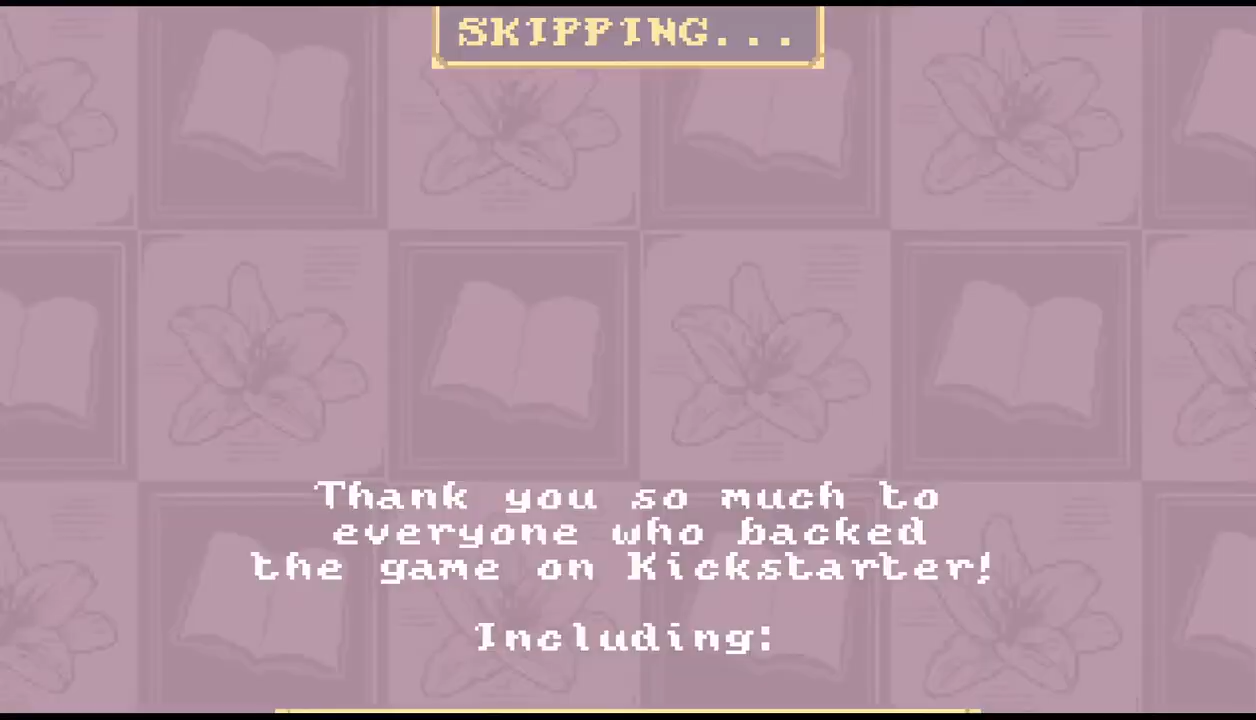 SKIPPING...
Thank you so much to
everyone who backed
the game on Kickstarter!
Including: